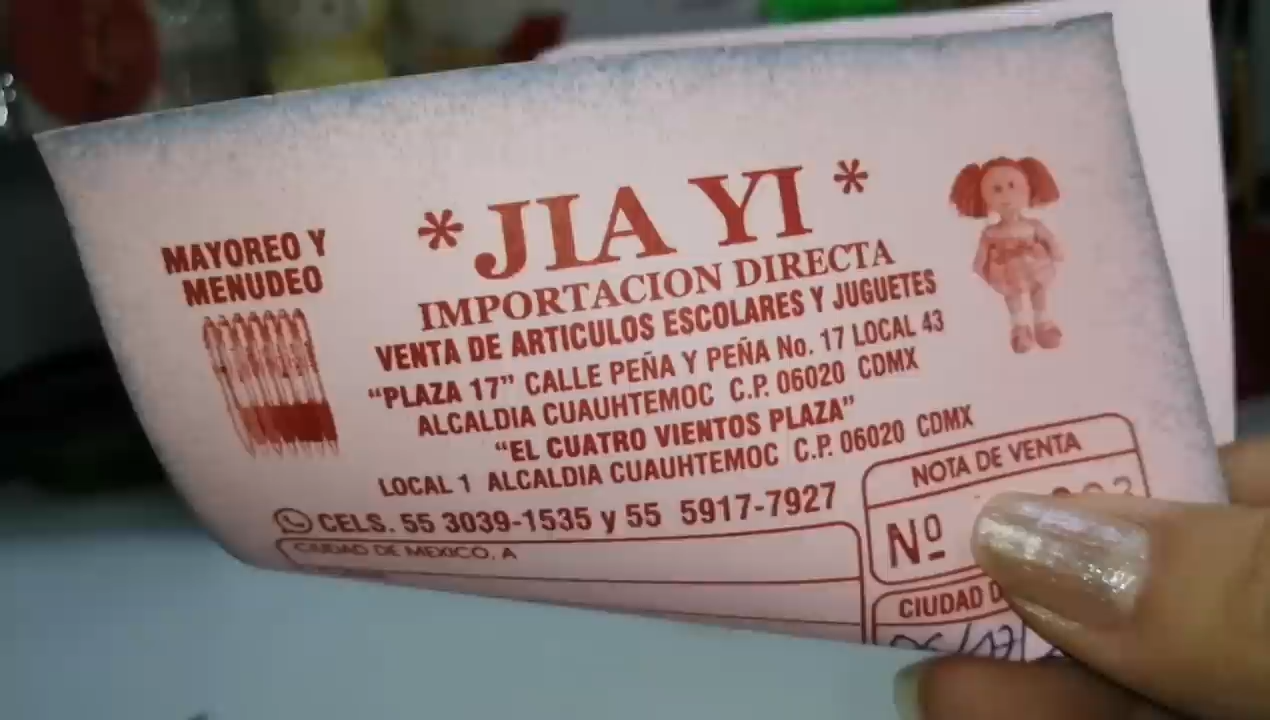 MAYOREO Y
MENUDEO
* JIA YI *
IMPORTACION DIRECTA
VENTA DE ARTICULOS ESCOLARES Y JUGUETES
“PLAZA 17” CALLE PEÑA Y PEÑA No. 17 LOCAL 43
ALCALDIA CUAUHTEMOC C.P. 06020 CDMX
“EL CUATRO VIENTOS PLAZA”
LOCAL 1 ALCALDIA CUAUHTEMOC C.P. 06020 CDMX
CELS. 55 3039-1535 y 55 5917-7927
CIUDAD DE MEXICO, A
NOTA DE VENTA
Nº
CIUDAD